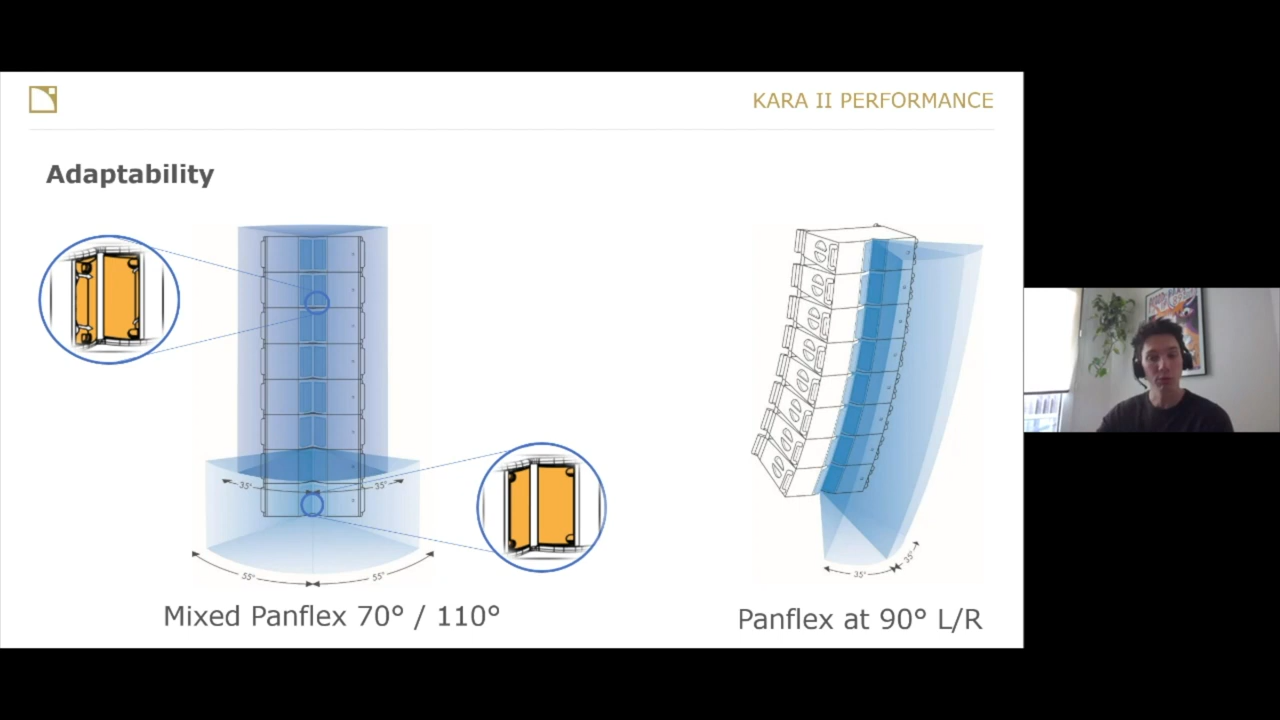 KARA II PERFORMANCE
Adaptability
35°
35°
55°
55°
Mixed Panflex 70° / 110°
35°
35°
Panflex at 90° L/R